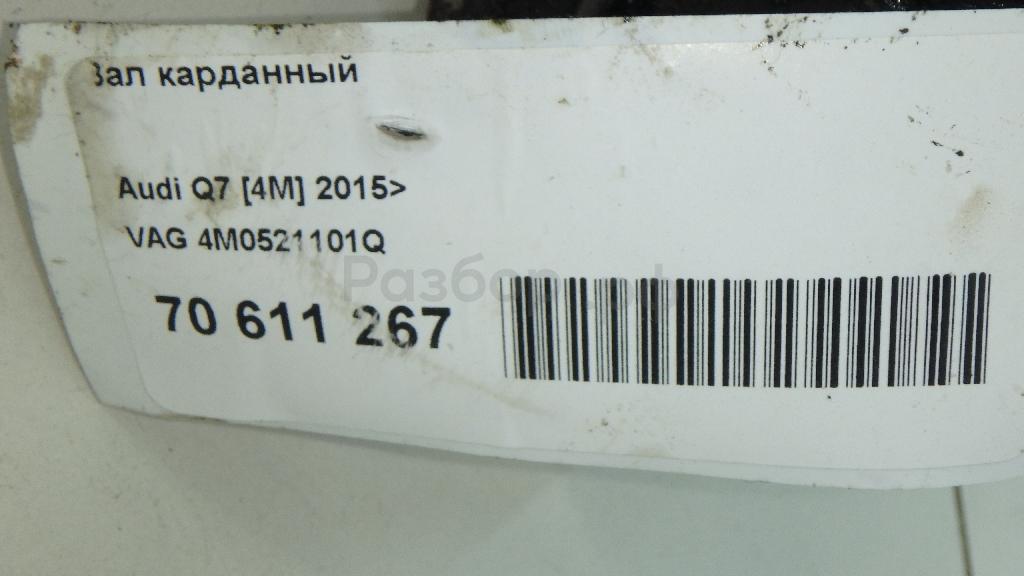 Вал карданный
Audi Q7 [4M] 2015>
VAG 4M0521101Q
70 611 267